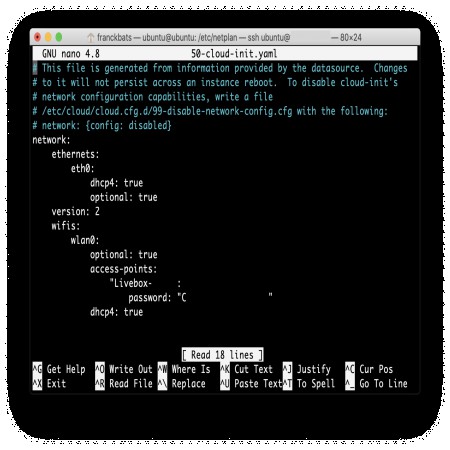 franckbats — ubuntu@ubuntu: /etc/netplan — ssh ubuntu@ — 80×24
GNU nano 4.8 50-cloud-init.yaml
# This file is generated from information provided by the datasource. Changes
# to it will not persist across an instance reboot. To disable cloud-init's
# network configuration capabilities, write a file
# /etc/cloud/cloud.cfg.d/99-disable-network-config.cfg with the following:
# network: {config: disabled}
network:
ethernets:
eth0:
dhcp4: true
optional: true
version: 2
wifis:
wlan0:
optional: true
access-points:
"Livebox- :
password: "C "
dhcp4: true
[ Read 18 lines ]
^G Get Help ^O Write Out ^W Where Is ^K Cut Text ^J Justify ^C Cur Pos
^X Exit ^R Read File ^\ Replace ^U Paste Text ^T To Spell ^_ Go To Line